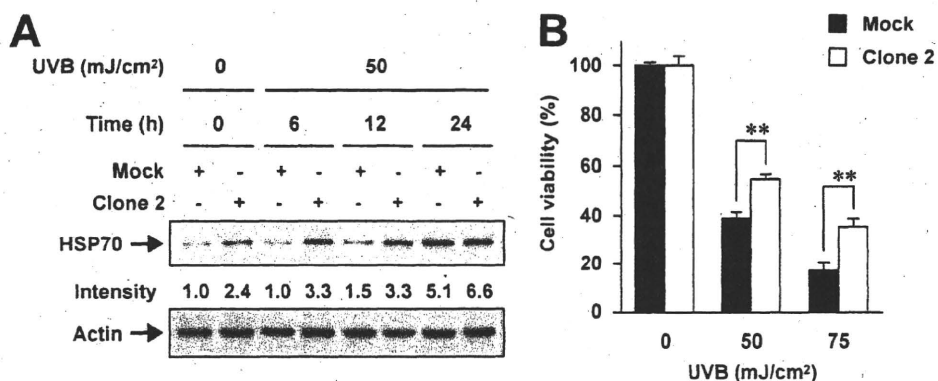 A
UVB (mJ/cm²) 0 50
Time (h) 0 6 12 24
Mock + - + - + - + -
Clone 2 - + - + - + - +
HSP70
Intensity 1.0 2.4 1.0 3.3 1.5 3.3 5.1 6.6
Actin
B
Mock
Clone 2
Cell viability (%)
100
80
60
40
20
0
**
**
0 50 75
UVB (mJ/cm²)